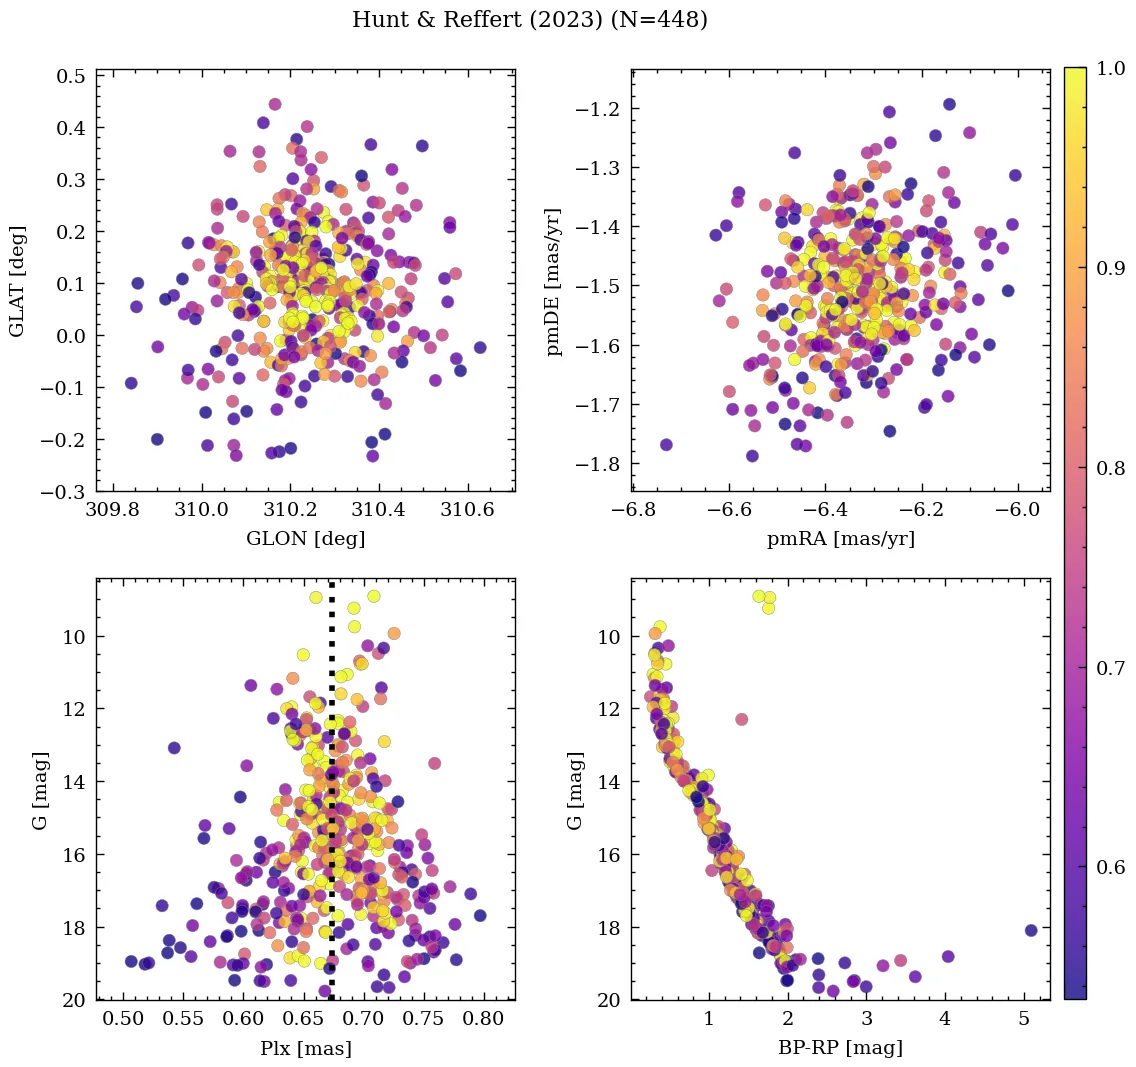 Hunt & Reffert (2023) (N=448)
0.5
0.4
0.3
0.2
0.1
0.0
−0.1
−0.2
−0.3
GLAT [deg]
309.8 310.0 310.2 310.4 310.6
GLON [deg]
−1.2
−1.3
−1.4
−1.5
−1.6
−1.7
−1.8
pmDE [mas/yr]
−6.8 −6.6 −6.4 −6.2 −6.0
pmRA [mas/yr]
10
12
14
16
18
20
G [mag]
0.50 0.55 0.60 0.65 0.70 0.75 0.80
Plx [mas]
10
12
14
16
18
20
G [mag]
1 2 3 4 5
BP-RP [mag]
1.0
0.9
0.8
0.7
0.6